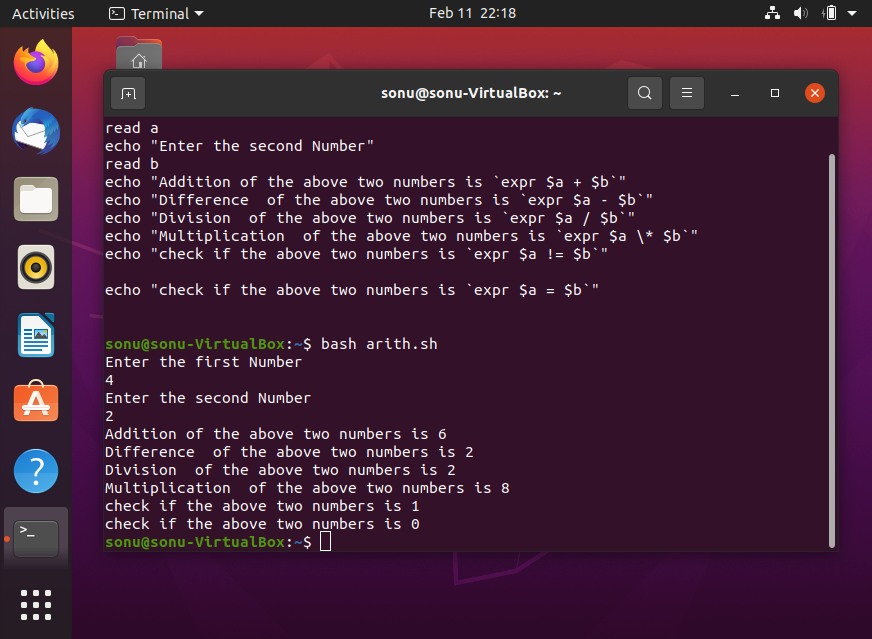 Activities Terminal Feb 11 22:18
sonu@sonu-VirtualBox: ~
read a
echo "Enter the second Number"
read b
echo "Addition of the above two numbers is `expr $a + $b`"
echo "Difference  of the above two numbers is `expr $a - $b`"
echo "Division  of the above two numbers is `expr $a / $b`"
echo "Multiplication  of the above two numbers is `expr $a \* $b`"
echo "check if the above two numbers is `expr $a != $b`"
echo "check if the above two numbers is `expr $a = $b`"
sonu@sonu-VirtualBox:~$ bash arith.sh
Enter the first Number
4
Enter the second Number
2
Addition of the above two numbers is 6
Difference  of the above two numbers is 2
Division  of the above two numbers is 2
Multiplication  of the above two numbers is 8
check if the above two numbers is 1
check if the above two numbers is 0
sonu@sonu-VirtualBox:~$